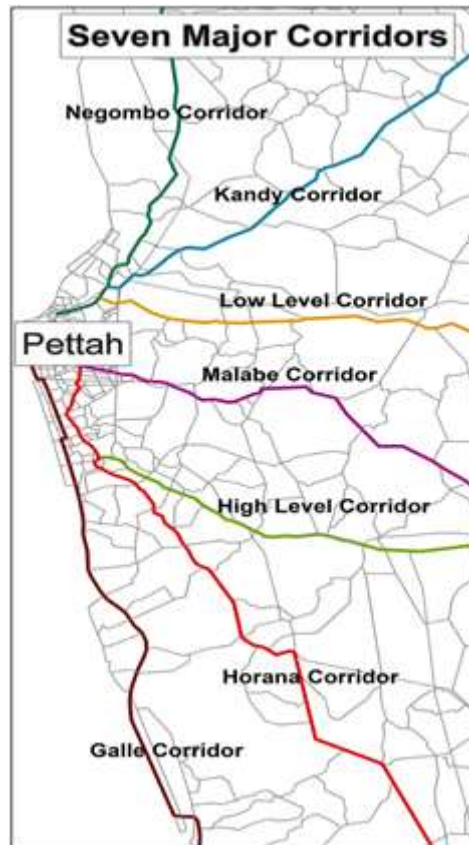 Seven Major Corridors
Negombo Corridor
Kandy Corridor
Low Level Corridor
Pettah
Malabe Corridor
High Level Corridor
Horana Corridor
Galle Corridor